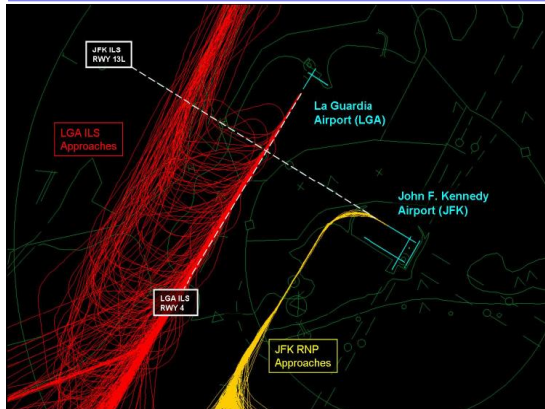 JFK ILS
RWY 13L
La Guardia
Airport (LGA)
LGA ILS
Approaches
John F. Kennedy
Airport (JFK)
LGA ILS
RWY 4
JFK RNP
Approaches